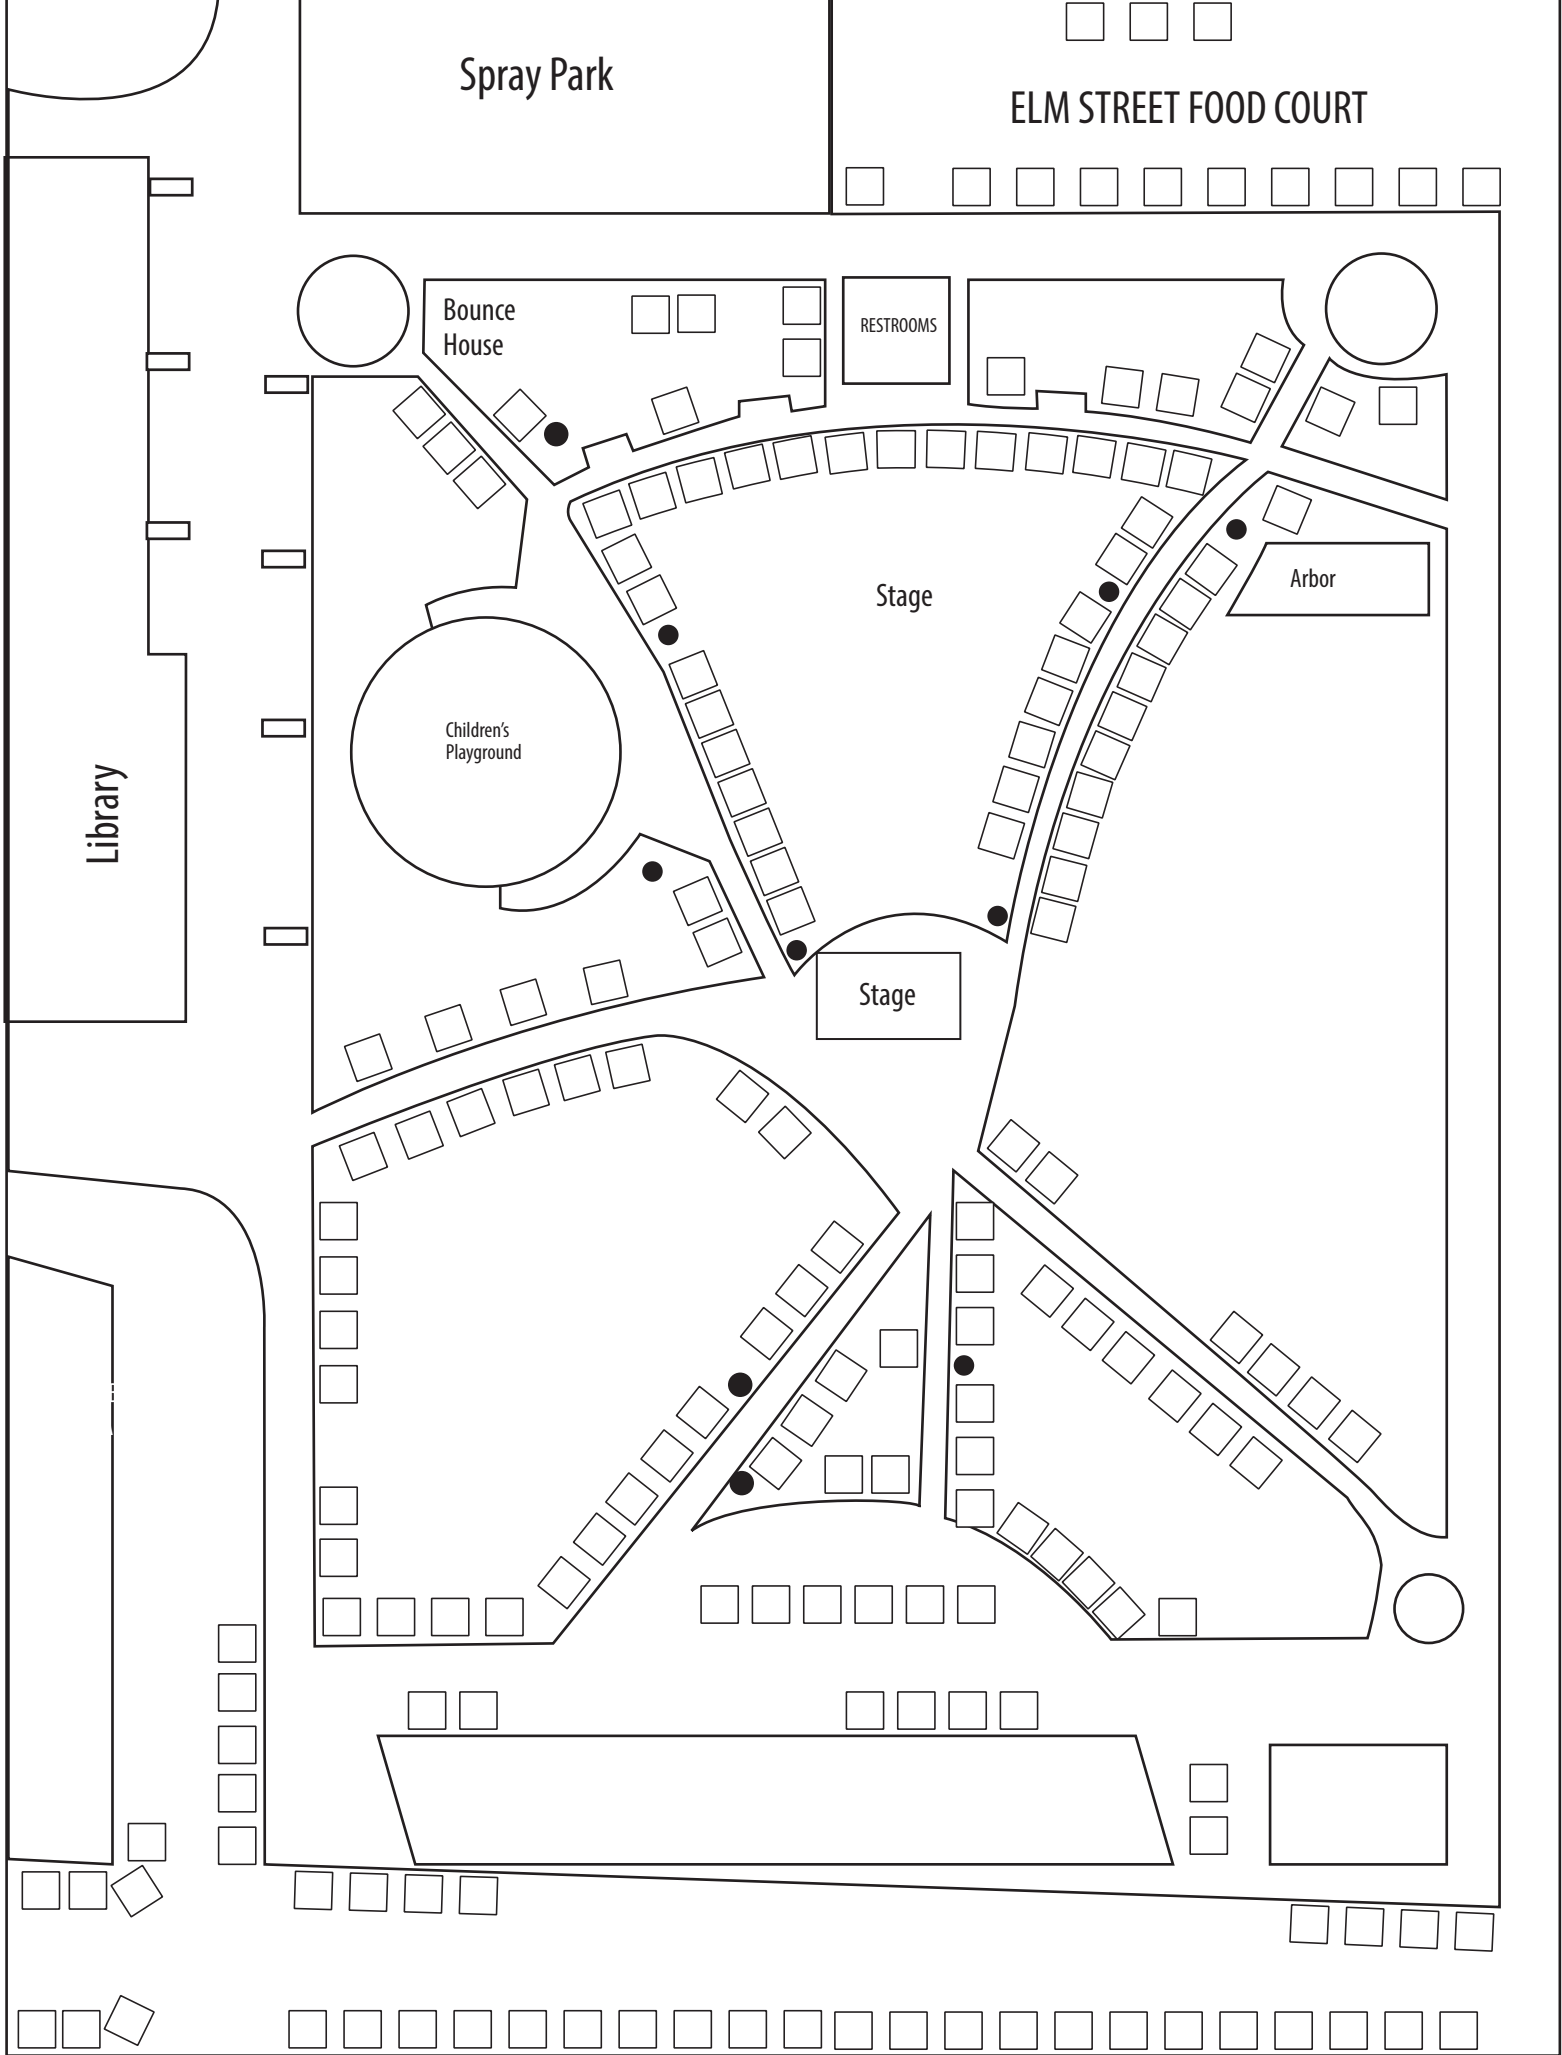 Spray Park
ELM STREET FOOD COURT
Bounce
House
RESTROOMS
Stage
Arbor
Children's
Playground
Library
Stage